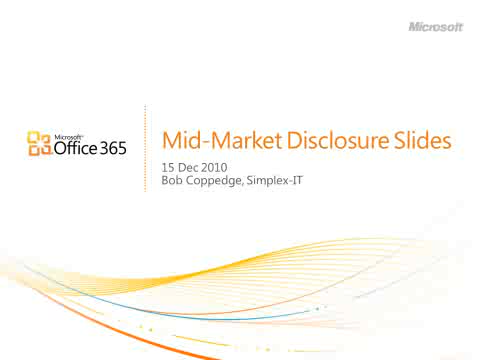 Microsoft
Microsoft®
Office 365
Mid-Market Disclosure Slides
15 Dec 2010
Bob Coppedge, Simplex-IT